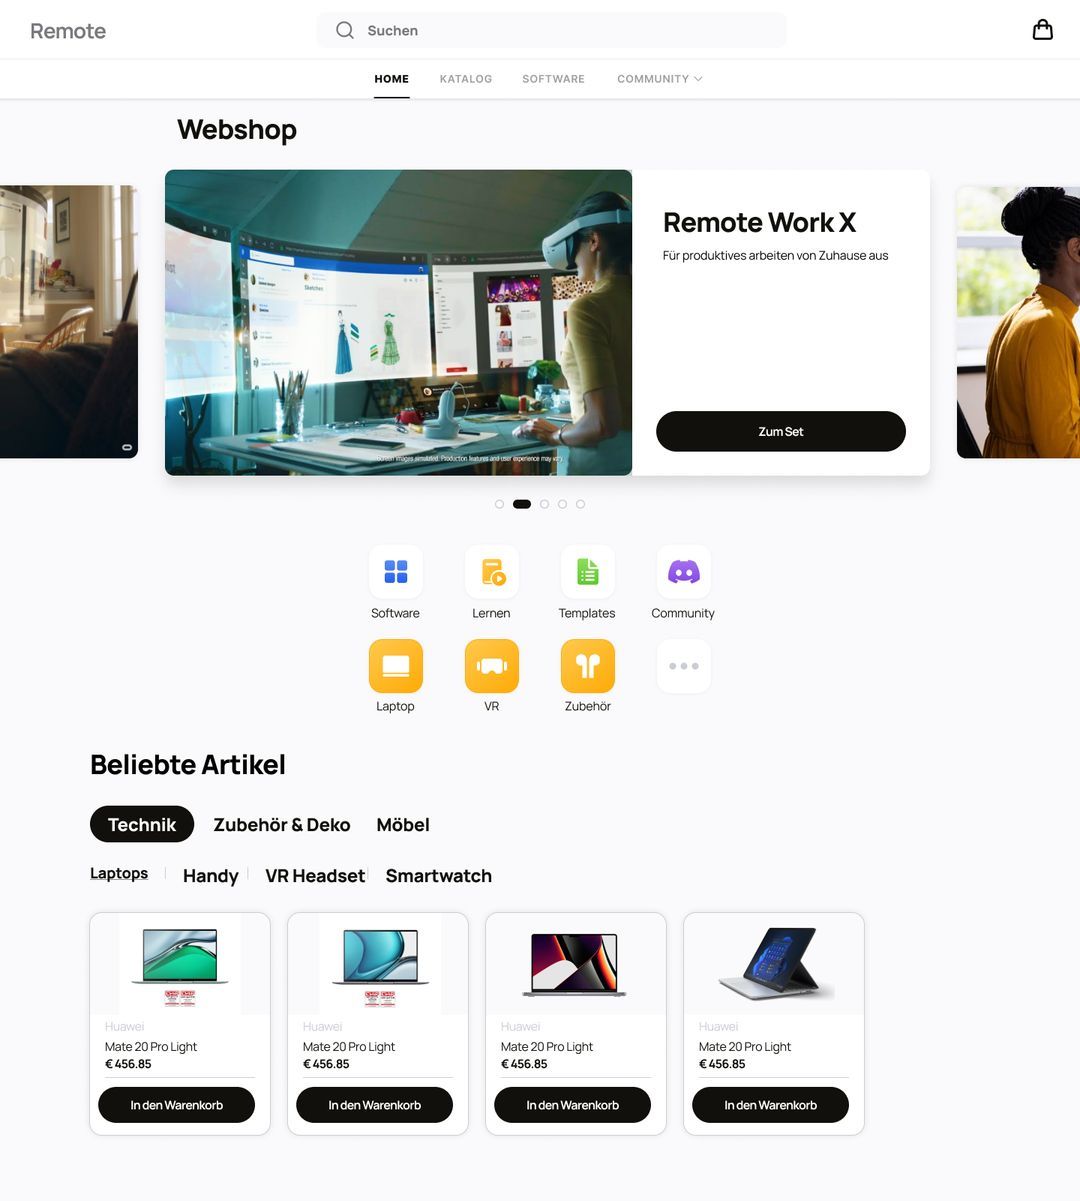 Remote
Suchen
HOME
KATALOG
SOFTWARE
COMMUNITY
Webshop
Sketches
Screen images simulated. Production features and user experience may vary.
Remote Work X
Für produktives arbeiten von Zuhause aus
Zum Set
Software
Lernen
Templates
Community
Laptop
VR
Zubehör
Beliebte Artikel
Technik
Zubehör & Deko
Möbel
Laptops
Handy
VR Headset
Smartwatch
Huawei
Mate 20 Pro Light
€ 456.85
In den Warenkorb
Huawei
Mate 20 Pro Light
€ 456.85
In den Warenkorb
Huawei
Mate 20 Pro Light
€ 456.85
In den Warenkorb
Huawei
Mate 20 Pro Light
€ 456.85
In den Warenkorb